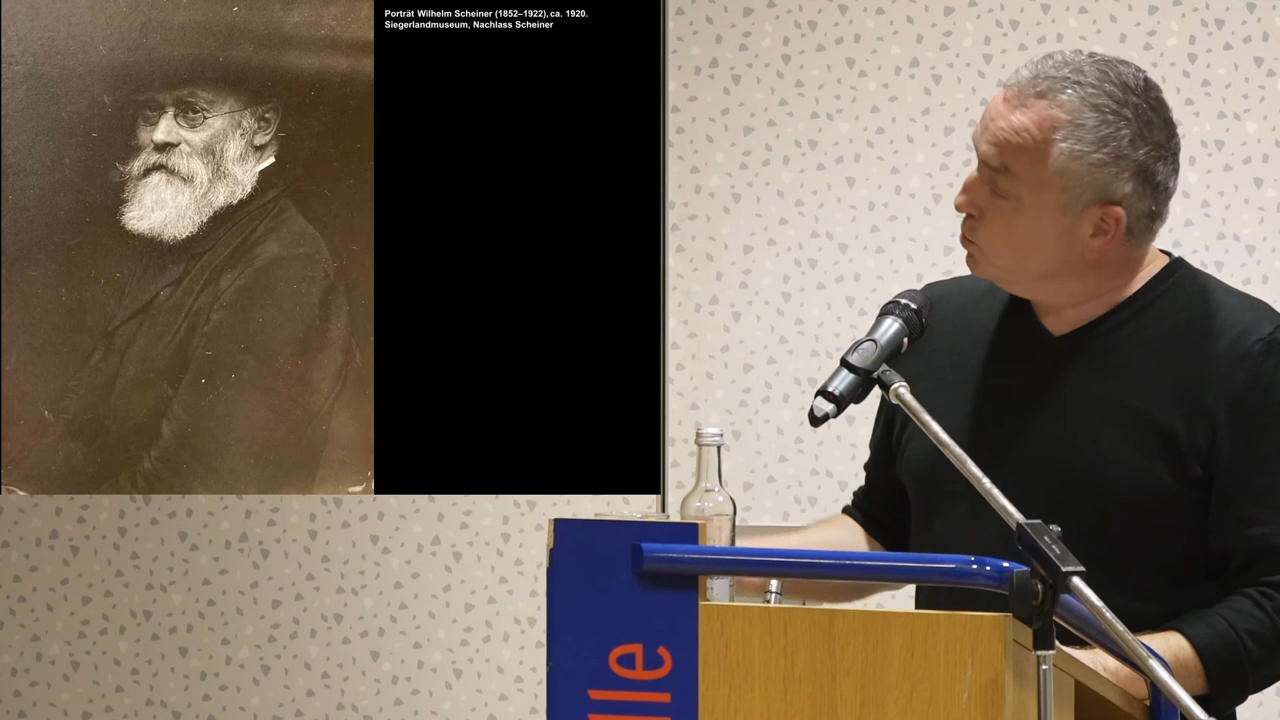 Porträt Wilhelm Scheiner (1852–1922), ca. 1920.
Siegerlandmuseum, Nachlass Scheiner
lle